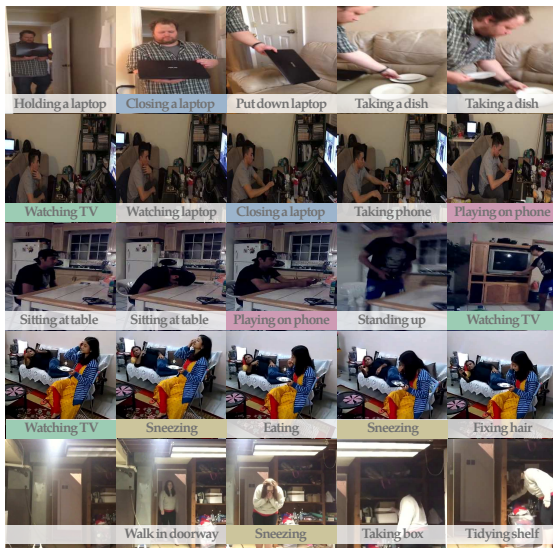 Holding a laptop Closing a laptop Put down laptop Taking a dish Taking a dish
Watching TV Watching laptop Closing a laptop Taking phone Playing on phone
Sitting at table Sitting at table Playing on phone Standing up Watching TV
Watching TV Sneezing Eating Sneezing Fixing hair
Walk in doorway Sneezing Taking box Tidying shelf